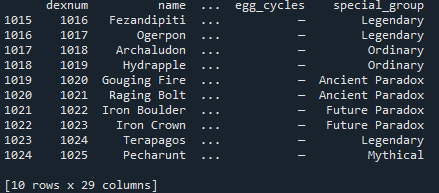 dexnum name ... egg_cycles special_group
1015 1016 Fezandipiti ... — Legendary
1016 1017 Ogerpon ... — Legendary
1017 1018 Archaludon ... — Ordinary
1018 1019 Hydrapple ... — Ordinary
1019 1020 Gouging Fire ... — Ancient Paradox
1020 1021 Raging Bolt ... — Ancient Paradox
1021 1022 Iron Boulder ... — Future Paradox
1022 1023 Iron Crown ... — Future Paradox
1023 1024 Terapagos ... — Legendary
1024 1025 Pecharunt ... — Mythical
[10 rows x 29 columns]